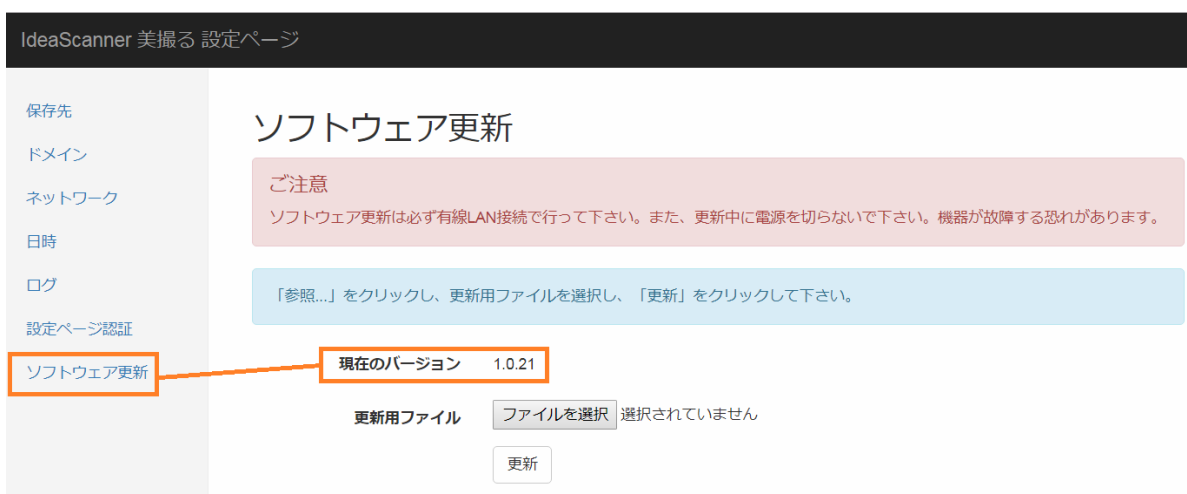 IdeaScanner 美撮る 設定ページ
保存先
ドメイン
ネットワーク
日時
ログ
設定ページ認証
ソフトウェア更新
ソフトウェア更新
ご注意
ソフトウェア更新は必ず有線LAN接続で行って下さい。また、更新中に電源を切らないで下さい。機器が故障する恐れがあります。
「参照...」をクリックし、更新用ファイルを選択し、「更新」をクリックして下さい。
現在のバージョン 1.0.21
更新用ファイル ファイルを選択 選択されていません
更新